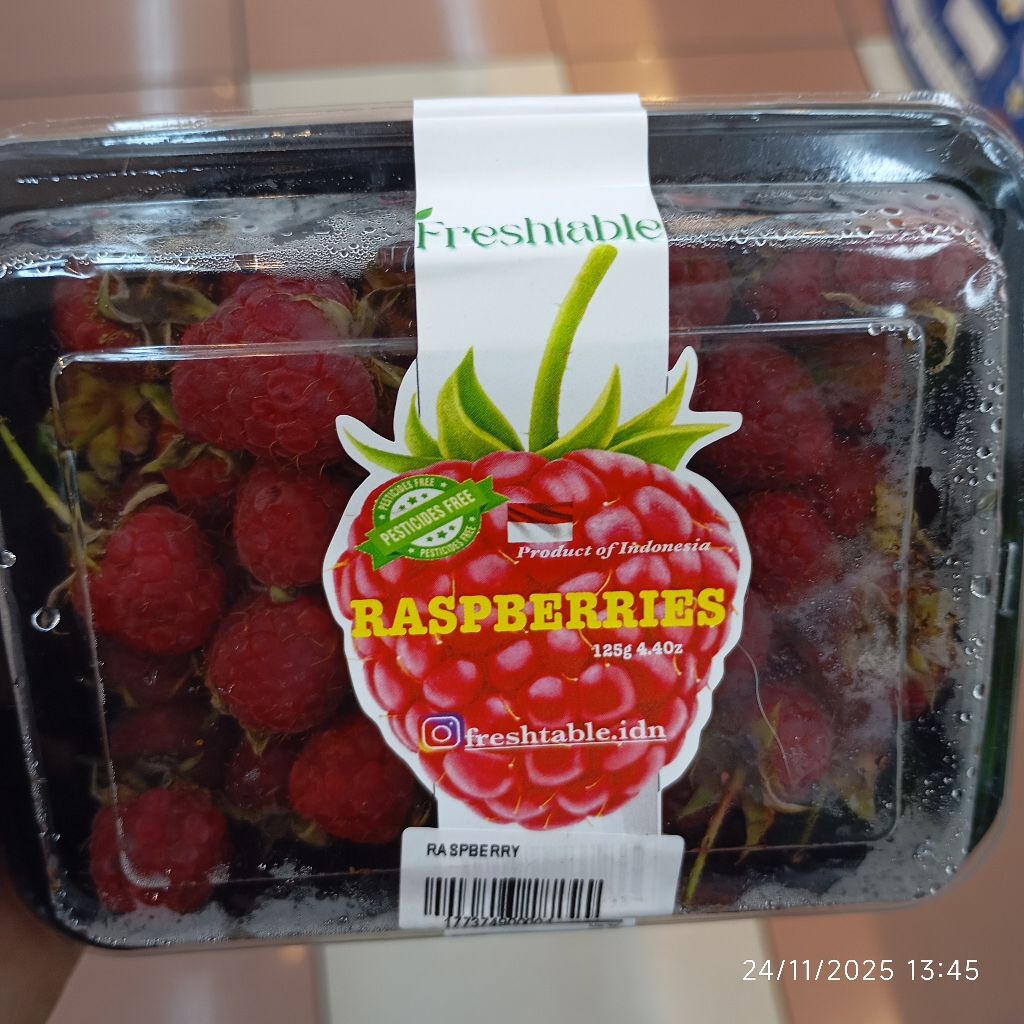 Freshtable
PESTICIDES FREE
PESTICIDES FREE
PESTICIDES FREE
Product of Indonesia
RASPBERRIES
125g 4.40z
freshtable.idn
RASPBERRY
24/11/2025 13:45